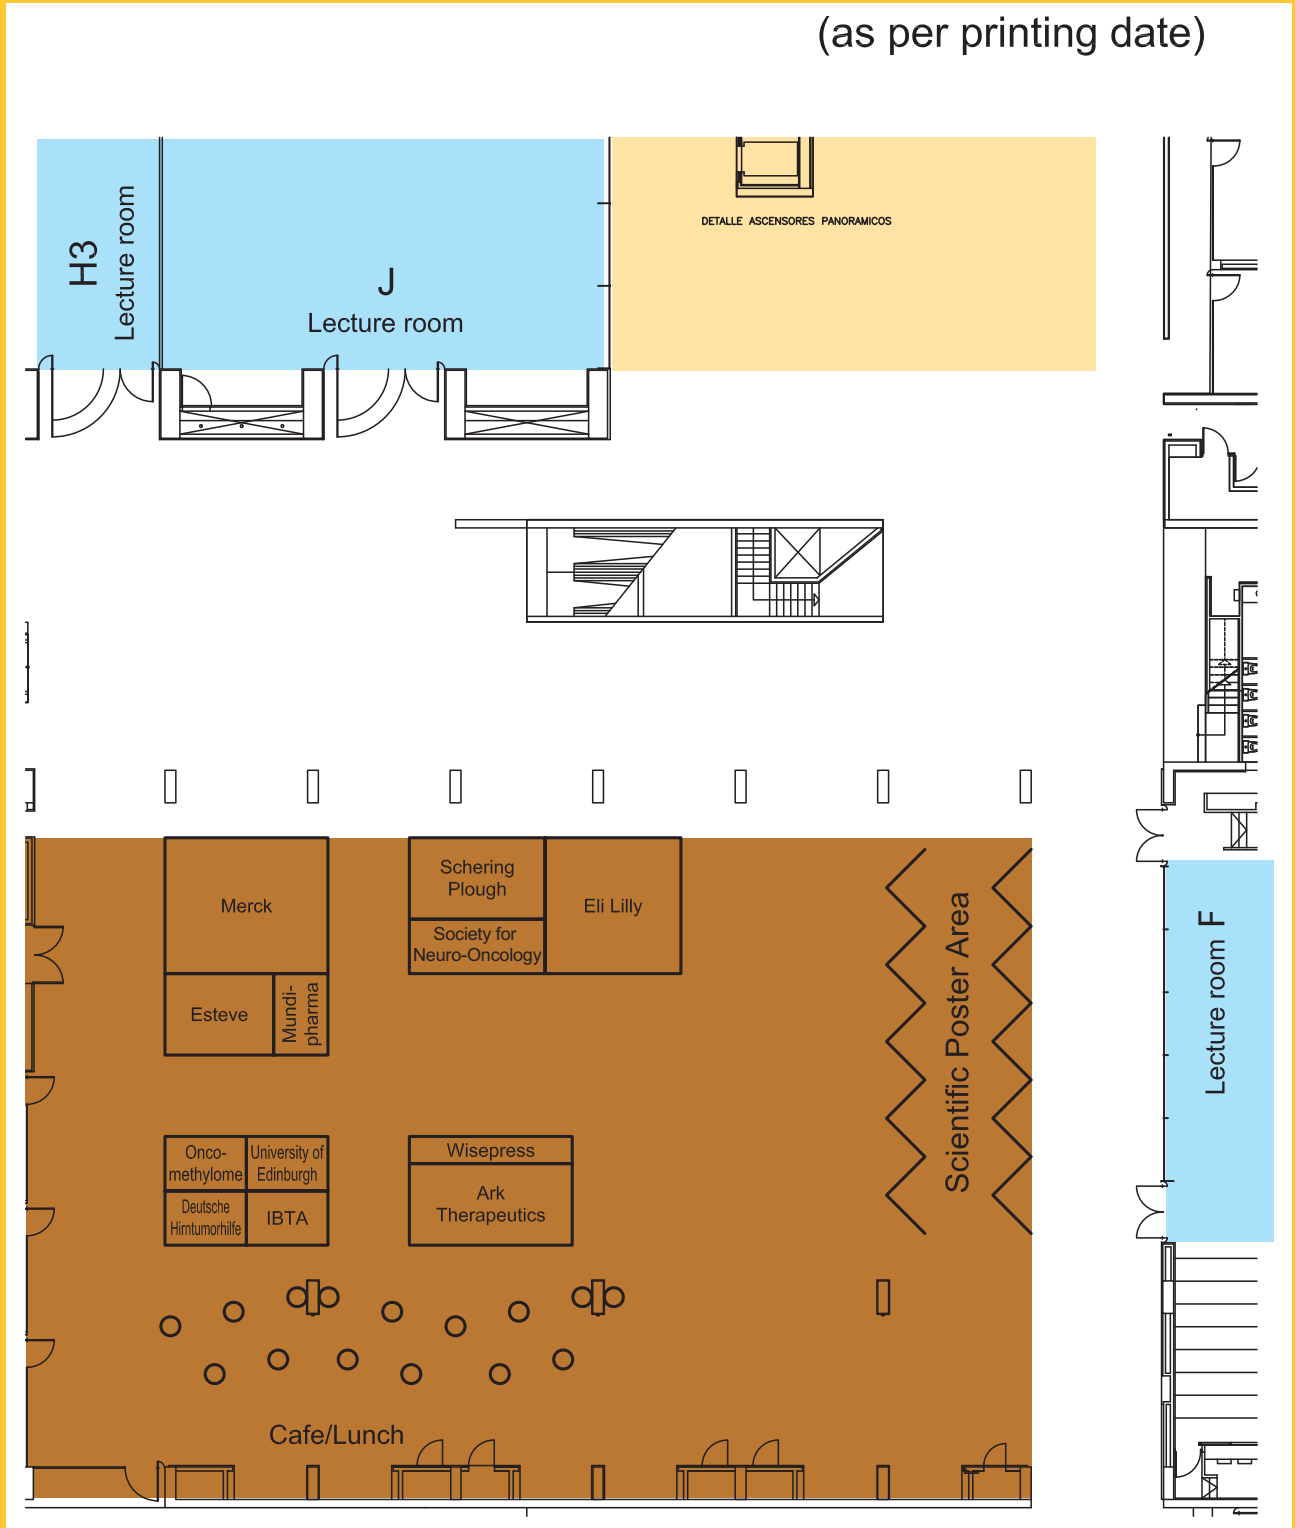 (as per printing date)
H3
Lecture room
J
Lecture room
DETALLE ASCENSORES PANORAMICOS
Merck
Schering
Plough
Eli Lilly
Society for
Neuro-Oncology
Esteve
Mundi-
pharma
Scientific Poster Area
Lecture room F
Onco-
methylome
University of
Edinburgh
Deutsche
Hirntumorhilfe
IBTA
Wisepress
Ark
Therapeutics
Cafe/Lunch